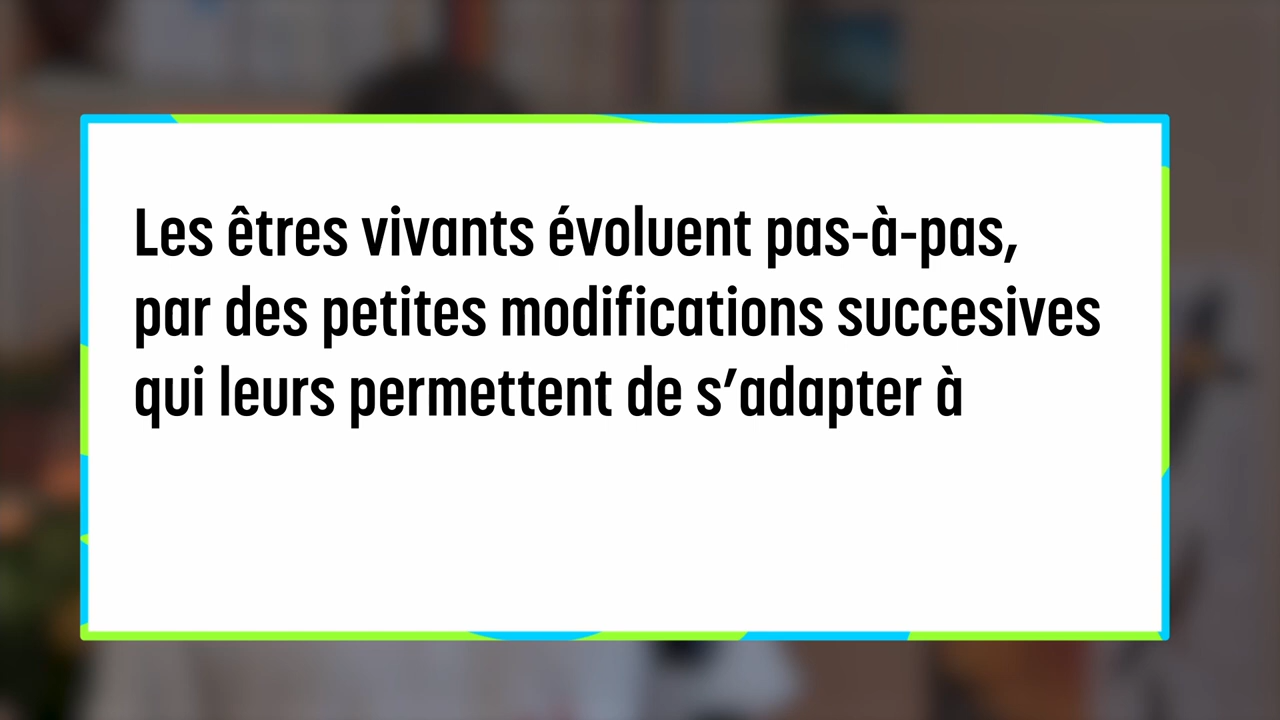 Les êtres vivants évoluent pas-à-pas,
par des petites modifications succesives
qui leurs permettent de s’adapter à